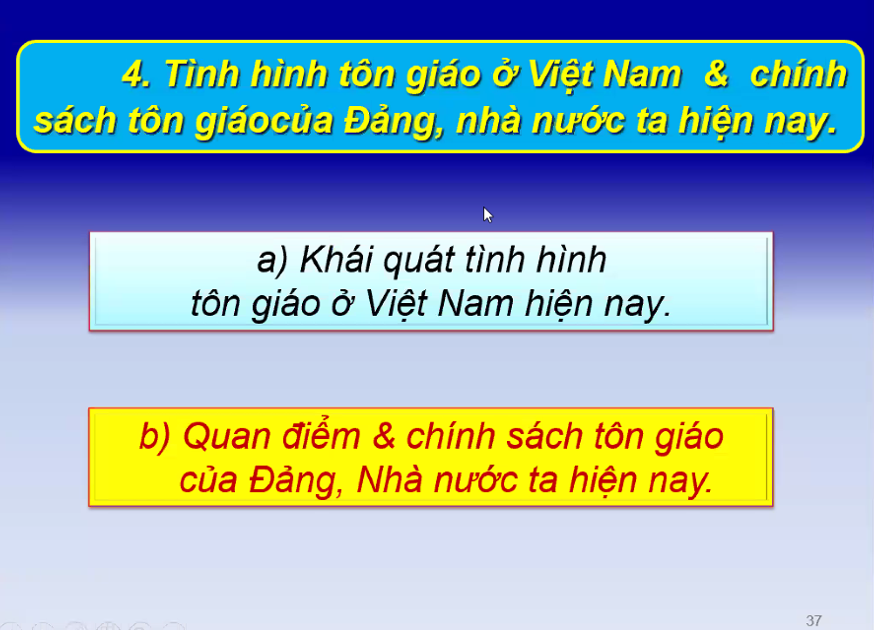 4. Tình hình tôn giáo ở Việt Nam & chính
sách tôn giáocủa Đảng, nhà nước ta hiện nay.
a) Khái quát tình hình
tôn giáo ở Việt Nam hiện nay.
b) Quan điểm & chính sách tôn giáo
của Đảng, Nhà nước ta hiện nay.
37